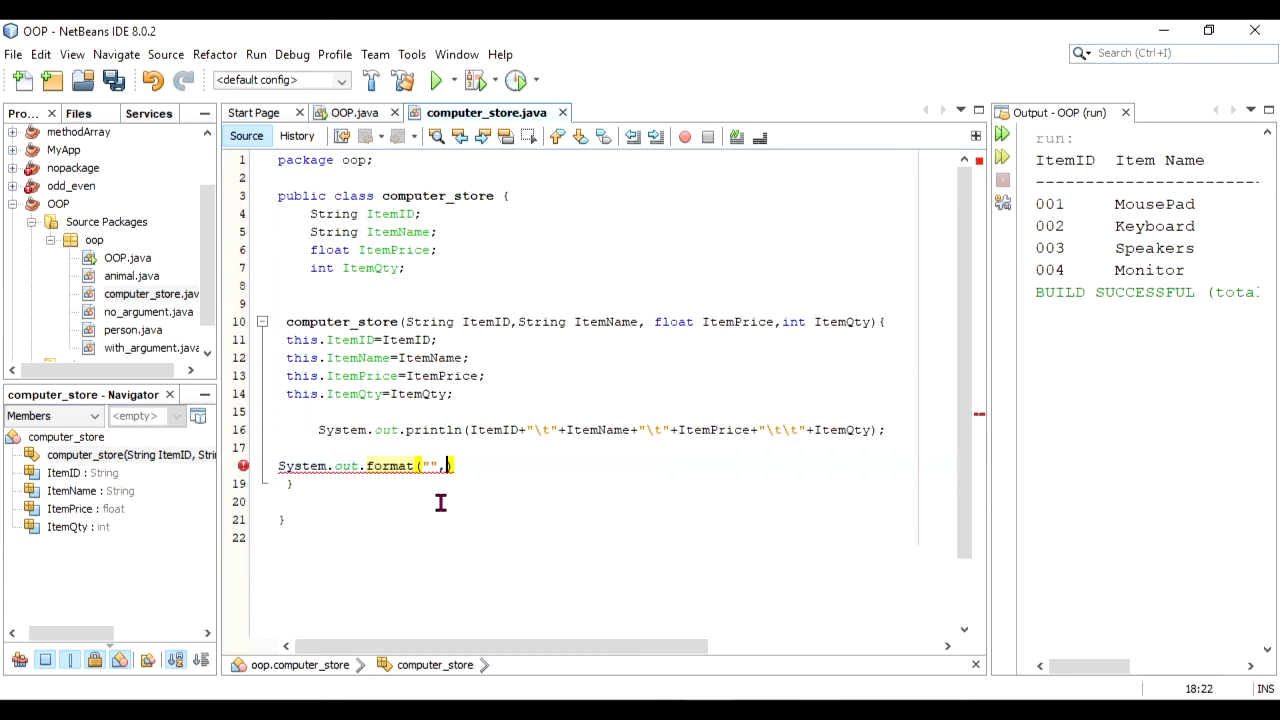 OOP - NetBeans IDE 8.0.2
File Edit View Navigate Source Refactor Run Debug Profile Team Tools Window Help
Search (Ctrl+I)
<default config>
Pro... Files Services
methodArray
MyApp
nopackage
odd_even
OOP
Source Packages
oop
OOP.java
animal.java
computer_store.jav
no_argument.java
person.java
with_argument.java
computer_store - Navigator
Members <empty>
computer_store
computer_store(String ItemID, Stri
ItemID : String
ItemName : String
ItemPrice : float
ItemQty : int
Start Page OOP.java computer_store.java
Source History
1 package oop;
2
3 public class computer_store {
4 String ItemID;
5 String ItemName;
6 float ItemPrice;
7 int ItemQty;
8
9
10 computer_store(String ItemID,String ItemName, float ItemPrice,int ItemQty){
11 this.ItemID=ItemID;
12 this.ItemName=ItemName;
13 this.ItemPrice=ItemPrice;
14 this.ItemQty=ItemQty;
15
16 System.out.println(ItemID+"\t"+ItemName+"\t"+ItemPrice+"\t\t"+ItemQty);
17
System.out.format("",)
19 }
20
21 }
22
oop.computer_store computer_store
Output - OOP (run)
run:
ItemID Item Name
-------------------------
001 MousePad
002 Keyboard
003 Speakers
004 Monitor
BUILD SUCCESSFUL (total
18:22 INS